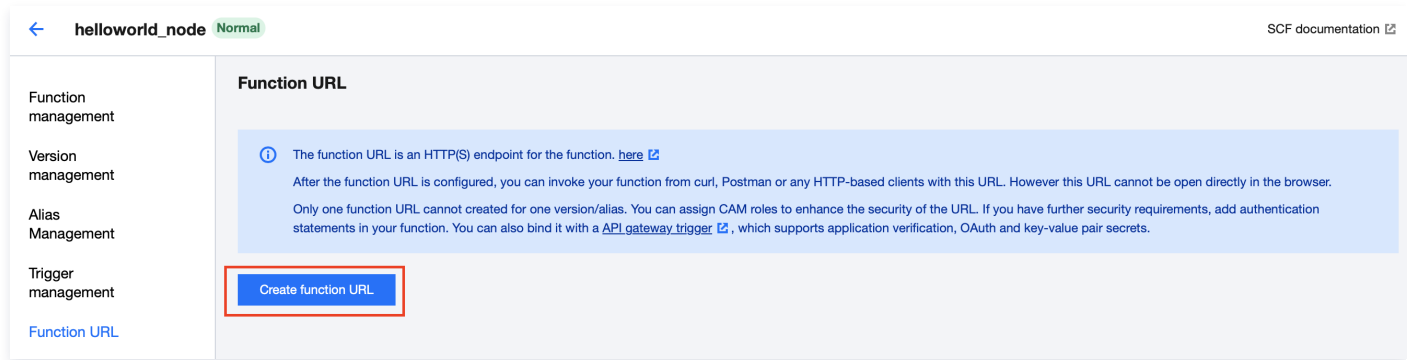 helloworld_node Normal
SCF documentation
Function management
Version management
Alias Management
Trigger management
Function URL
Function URL
The function URL is an HTTP(S) endpoint for the function. here
After the function URL is configured, you can invoke your function from curl, Postman or any HTTP-based clients with this URL. However this URL cannot be open directly in the browser.
Only one function URL cannot created for one version/alias. You can assign CAM roles to enhance the security of the URL. If you have further security requirements, add authentication
statements in your function. You can also bind it with a API gateway trigger , which supports application verification, OAuth and key-value pair secrets.
Create function URL